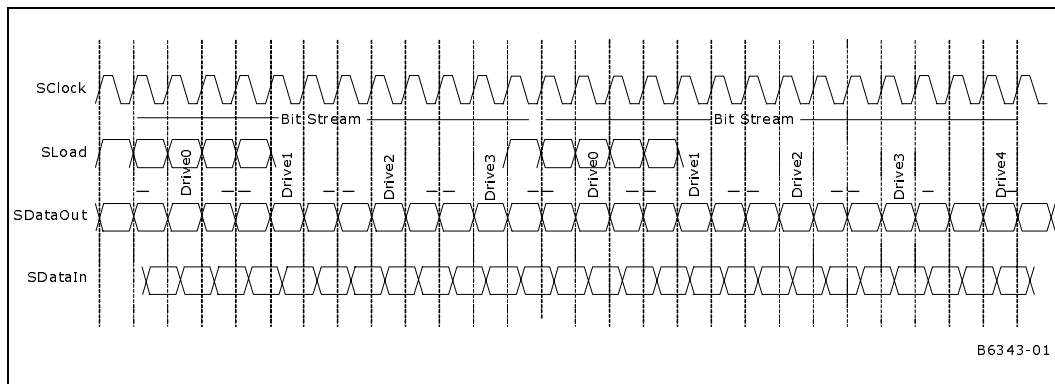 SClock
Bit Stream Bit Stream
SLoad
Drive0 Drive1 Drive2 Drive3 Drive0 Drive1 Drive2 Drive3 Drive4
SDataOut
SDataIn
B6343-01